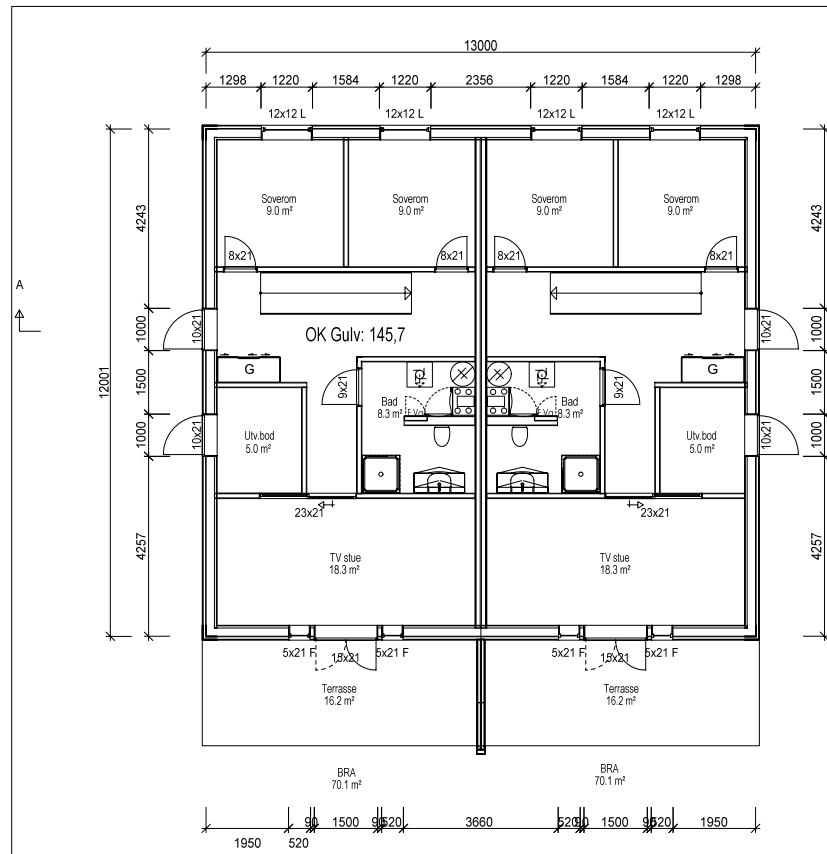 13000
1298 1220 1584 1220 2356 1220 1584 1220 1298
12x12 L 12x12 L 12x12 L 12x12 L
4243 4243
Soverom Soverom Soverom Soverom
9.0 m² 9.0 m² 9.0 m² 9.0 m²
8x21 8x21 8x21 8x21
A
OK Gulv: 145,7
1000 10x21 10x21 1000
12001
1500 G G 1500
9x21 9x21
Bad Bad
8.3 m² 8.3 m²
1000 10x21 10x21 1000
Utv.bod Utv.bod
5.0 m² 5.0 m²
23x21 23x21
4257 4257
TV stue TV stue
18.3 m² 18.3 m²
5x21 F 15x21 5x21 F 5x21 F 15x21 5x21 F
Terrasse Terrasse
16.2 m² 16.2 m²
BRA BRA
70.1 m² 70.1 m²
90 1500 90 520 3660 520 90 1500 90 520 1950
1950 520